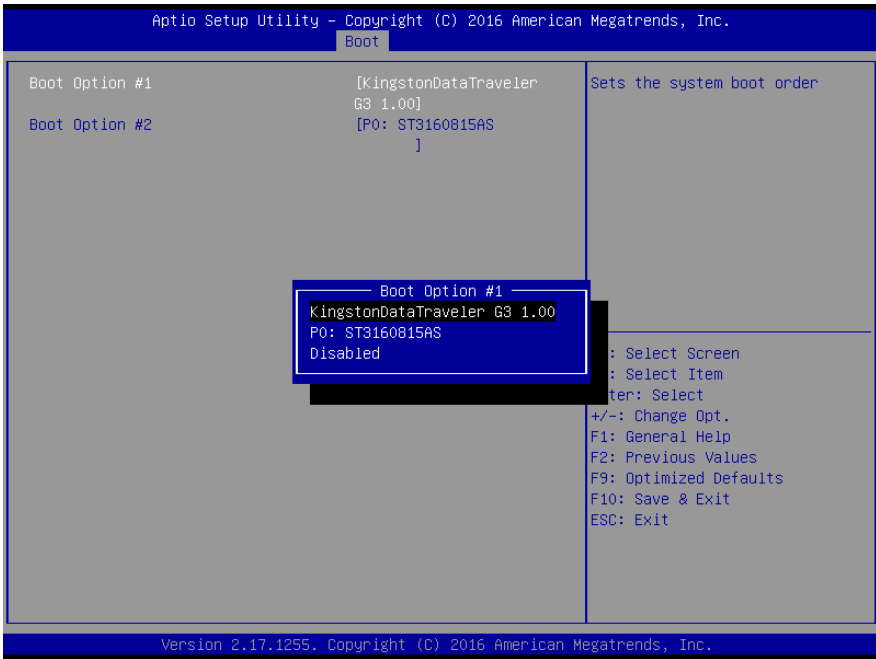 Aptio Setup Utility – Copyright (C) 2016 American Megatrends, Inc.
Boot
Boot Option #1 [KingstonDataTraveler
G3 1.00]
Boot Option #2 [P0: ST3160815AS
]
Sets the system boot order
Boot Option #1
KingstonDataTraveler G3 1.00
P0: ST3160815AS
Disabled
: Select Screen
: Select Item
ter: Select
+/-: Change Opt.
F1: General Help
F2: Previous Values
F9: Optimized Defaults
F10: Save & Exit
ESC: Exit
Version 2.17.1255. Copyright (C) 2016 American Megatrends, Inc.